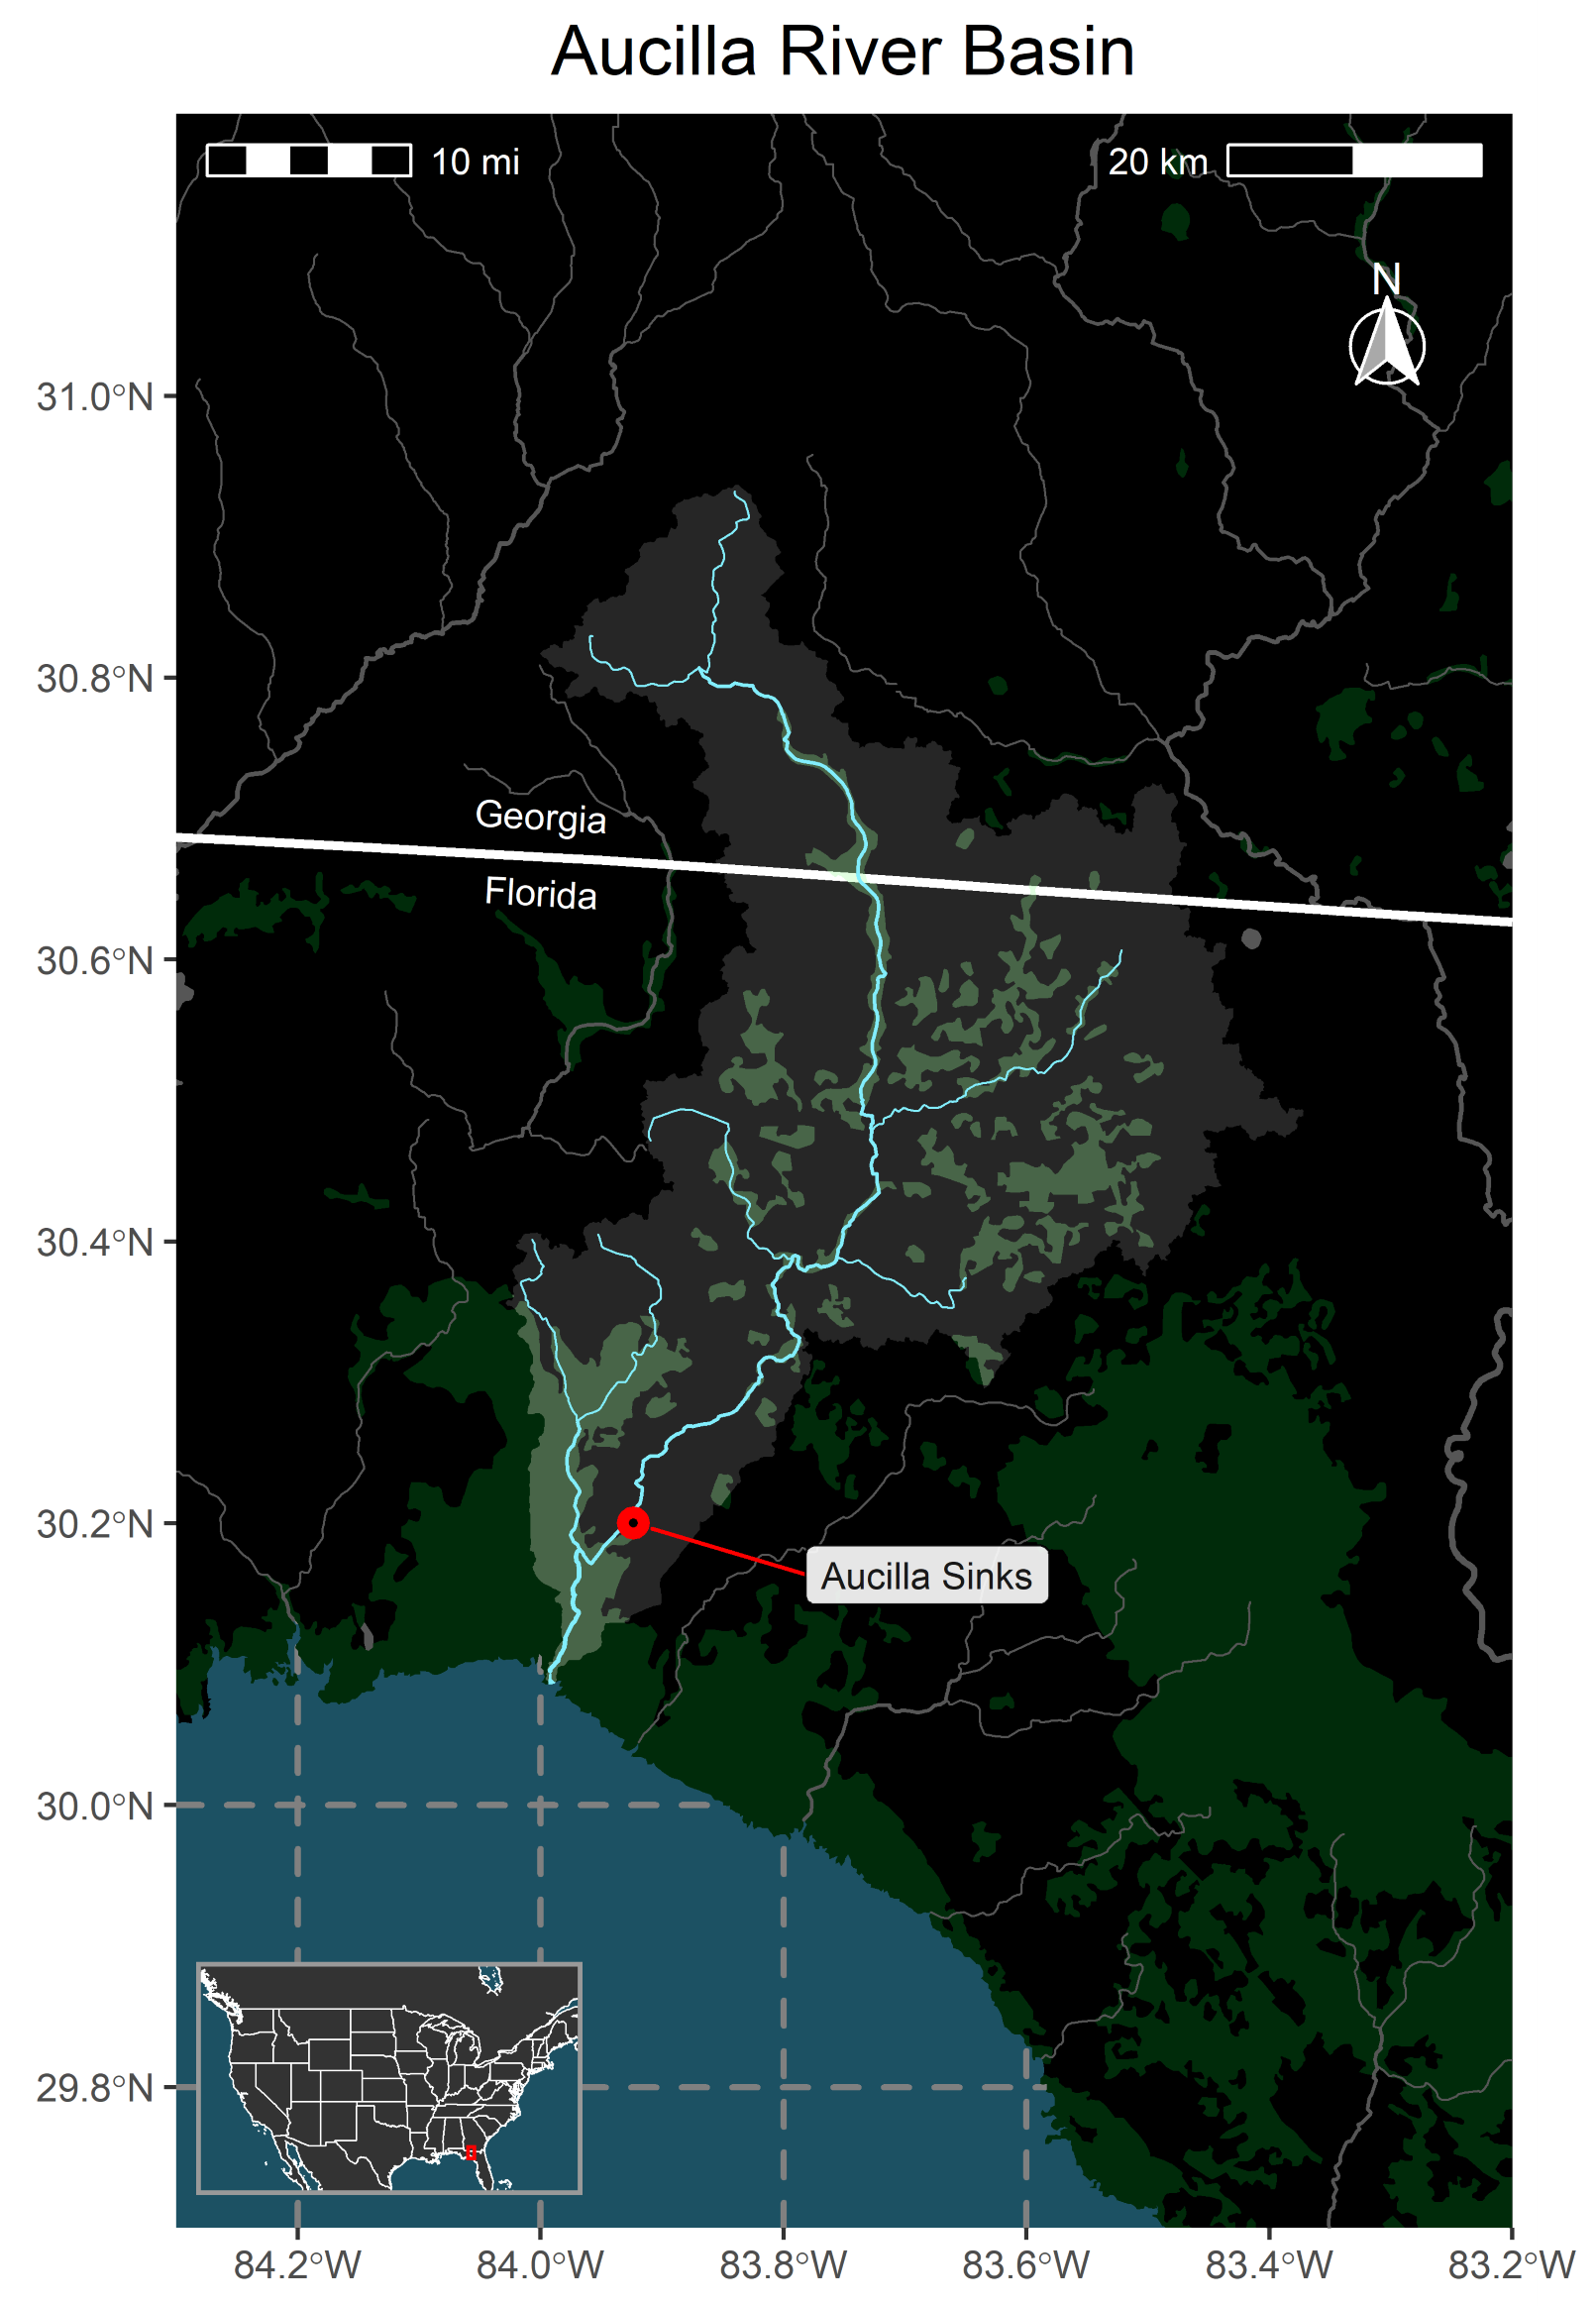 Aucilla River Basin
10 mi
20 km
N
31.0°N
30.8°N
Georgia
Florida
30.6°N
30.4°N
30.2°N
Aucilla Sinks
30.0°N
29.8°N
84.2°W
84.0°W
83.8°W
83.6°W
83.4°W
83.2°W